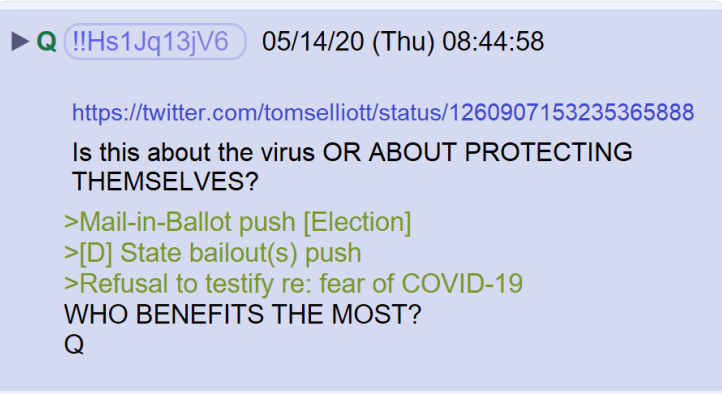 Q !!Hs1Jq13jV6 05/14/20 (Thu) 08:44:58
https://twitter.com/tomselliott/status/1260907153235365888
Is this about the virus OR ABOUT PROTECTING
THEMSELVES?
>Mail-in-Ballot push [Election]
>[D] State bailout(s) push
>Refusal to testify re: fear of COVID-19
WHO BENEFITS THE MOST?
Q